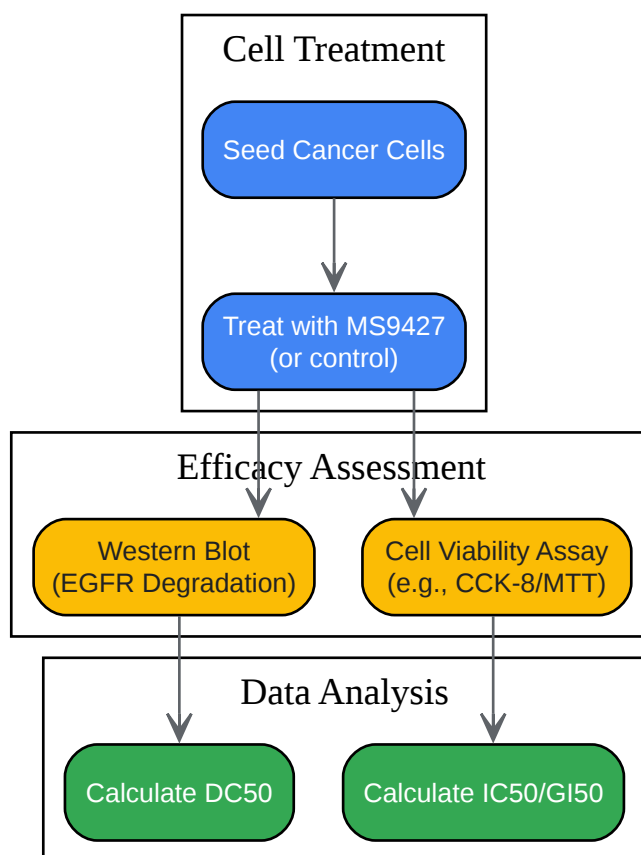 Cell Treatment
Seed Cancer Cells
Treat with MS9427
(or control)
Efficacy Assessment
Western Blot
(EGFR Degradation)
Cell Viability Assay
(e.g., CCK-8/MTT)
Data Analysis
Calculate DC50
Calculate IC50/GI50